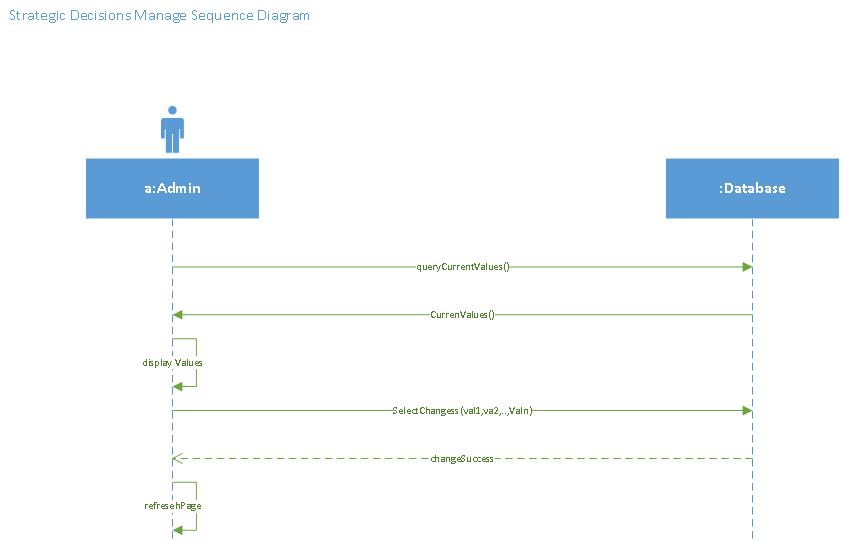 Strategic Decisions Manage Sequence Diagram
a:Admin
:Database
queryCurrentValues()
CurrenValues()
display Values
SelectChangess(val1,va2,..,Valn)
changeSuccess
refresehPage